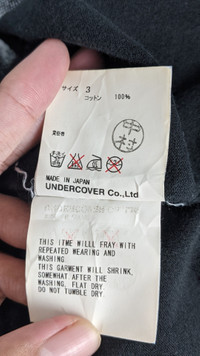 サイズ 3
コットン 100%
中村
MADE IN JAPAN
UNDERCOVER Co.,Ltd
THIS ITME WILLL FRAY WITH
REPEATED WEARING AND
WASHING.
THIS GARMENT WILL SHRINK.
SOMEWHAT AFTER THE
WASHING. FLAT DRY
DO NOT TUMBLE DRY.